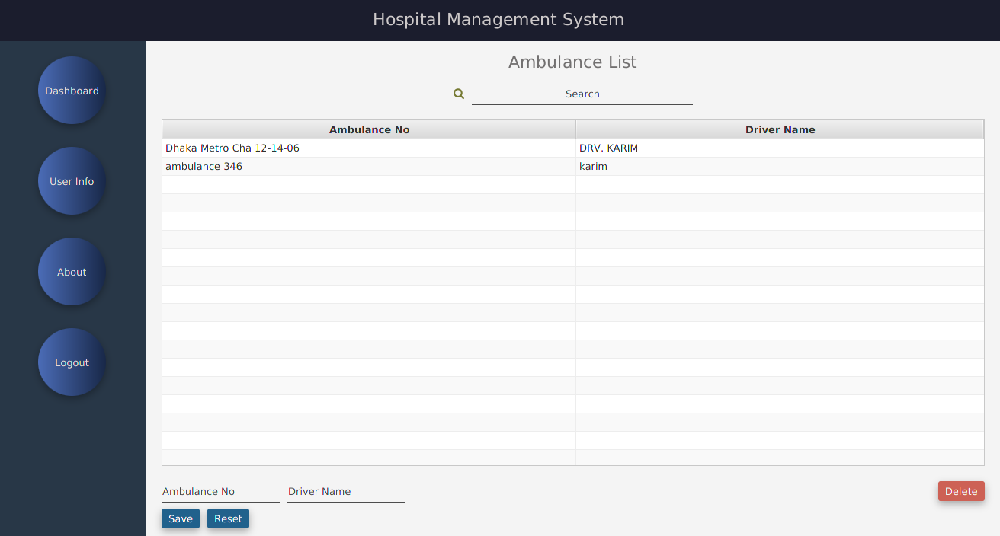 Hospital Management System
Dashboard
User Info
About
Logout
Ambulance List
Search
Ambulance No Driver Name
Dhaka Metro Cha 12-14-06 DRV. KARIM
ambulance 346 karim
Ambulance No Driver Name Delete
Save Reset